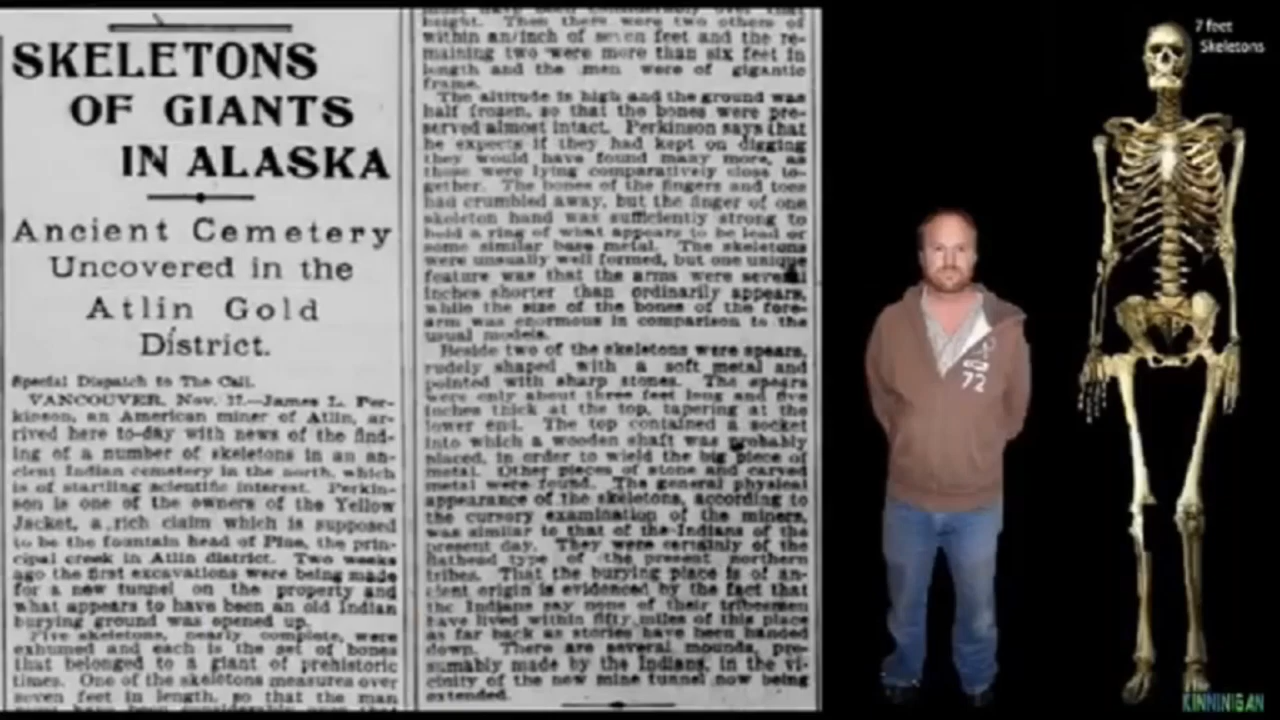 SKELETONS
OF GIANTS
IN ALASKA
Ancient Cemetery
Uncovered in the
Atlin Gold
District.
Special Dispatch to The Call.
VANCOUVER, Nov. 17.—James L. Per-
kinson, an American miner of Atlin, ar-
rived here to-day with news of the find-
ing of a number of skeletons in an an-
cient Indian cemetery in the north, which
is of startling scientific interest. Perkin-
son is one of the owners of the Yellow
Jacket, a rich claim which is supposed
to be the fountain head of Pine, the prin-
cipal creek in Atlin district. Two weeks
ago the first excavations were being made
for a new tunnel on the property and
what appears to have been an old Indian
burying ground was opened up.
Five skeletons, nearly complete, were
exhumed and each is the set of bones
that belonged to a giant of prehistoric
times. One of the skeletons measures over
seven feet in length, so that the man
must have been considerably over that
height. Then there were two others of
within an inch of seven feet and the re-
maining two were more than six feet in
length and the men were of gigantic
frame.
The altitude is high and the ground was
half frozen, so that the bones were pre-
served almost intact. Perkinson says that
he expects if they had kept on digging
they would have found many more, as
these were lying comparatively close to-
gether. The bones of the fingers and toes
had crumbled away, but the finger of one
skeleton hand was sufficiently strong to
hold a ring of what appears to be lead or
some similar base metal. The skeletons
were unusually well formed, but one unique
feature was that the arms were several
inches shorter than ordinarily appears,
while the size of the bones of the fore-
arm was enormous in comparison to the
usual models.
Beside two of the skeletons were spears,
rudely shaped with a soft metal and
pointed with sharp stones. The spears
were only about three feet long and five
inches thick at the top, tapering at the
lower end. The top contained a socket
into which a wooden shaft was probably
placed, in order to wield the big piece of
metal. Other pieces of stone and carved
metal were found. The general physical
appearance of the skeletons, according to
the cursory examination of the miners,
was similar to that of the Indians of the
present day. They were certainly of the
flathead type of the present northern
tribes. That the burying place is of an-
cient origin is evidenced by the fact that
the Indians say none of their tribesmen
have lived within fifty miles of this place
as far back as stories have been handed
down. There are several mounds, pre-
sumably made by the Indians, in the vi-
cinity of the new mine tunnel now being
extended.
72
7 feet
Skeletons
KINNINIGAN